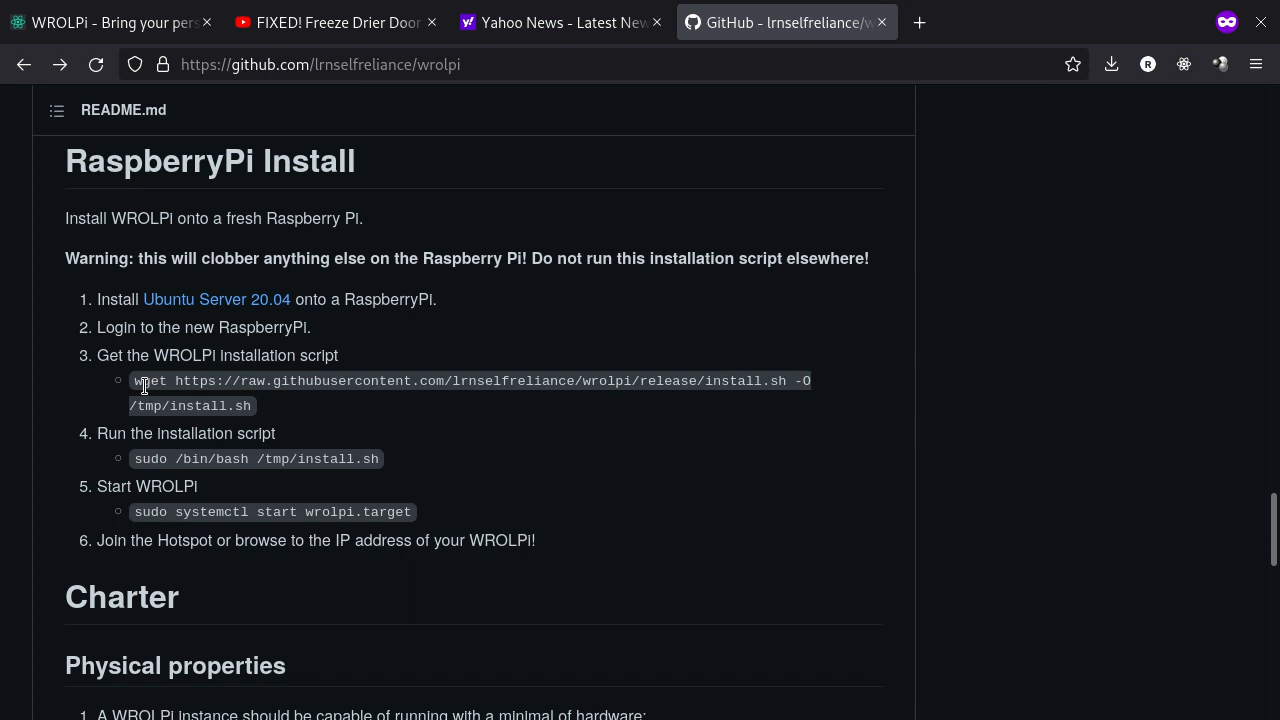 WROLPi - Bring your pers
FIXED! Freeze Drier Door
Yahoo News - Latest New
GitHub - lrnselfreliance/w
https://github.com/lrnselfreliance/wrolpi
R
README.md
RaspberryPi Install
Install WROLPi onto a fresh Raspberry Pi.
Warning: this will clobber anything else on the Raspberry Pi! Do not run this installation script elsewhere!
1. Install Ubuntu Server 20.04 onto a RaspberryPi.
2. Login to the new RaspberryPi.
3. Get the WROLPi installation script
wget https://raw.githubusercontent.com/lrnselfreliance/wrolpi/release/install.sh -O
/tmp/install.sh
4. Run the installation script
sudo /bin/bash /tmp/install.sh
5. Start WROLPi
sudo systemctl start wrolpi.target
6. Join the Hotspot or browse to the IP address of your WROLPi!
Charter
Physical properties
1. A WROLPi instance should be capable of running with a minimal of hardware: